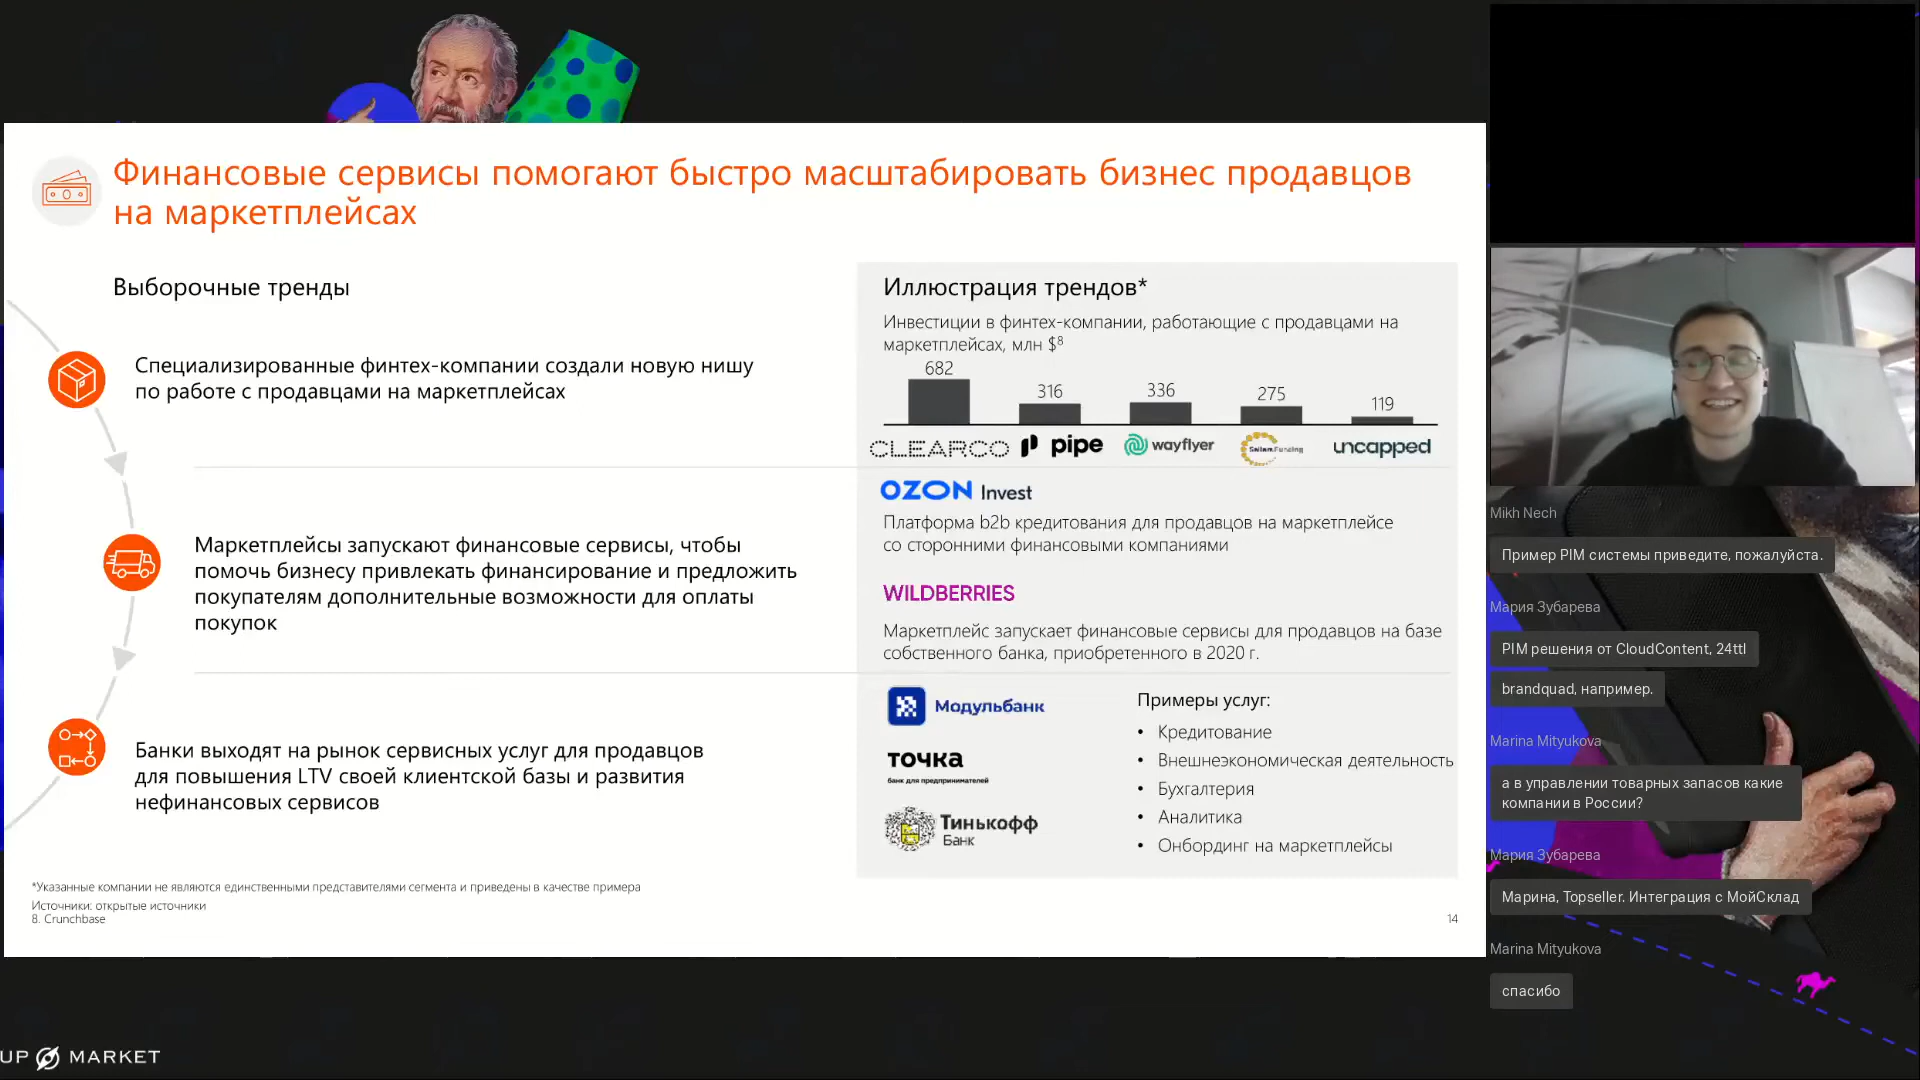 Финансовые сервисы помогают быстро масштабировать бизнес продавцов
на маркетплейсах
Выборочные тренды
Специализированные финтех-компании создали новую нишу
по работе с продавцами на маркетплейсах
Маркетплейсы запускают финансовые сервисы, чтобы
помочь бизнесу привлекать финансирование и предложить
покупателям дополнительные возможности для оплаты
покупок
Банки выходят на рынок сервисных услуг для продавцов
для повышения LTV своей клиентской базы и развития
нефинансовых сервисов
Иллюстрация трендов*
Инвестиции в финтех-компании, работающие с продавцами на
маркетплейсах, млн $⁸
682
316
336
275
119
CLEARCO
pipe
wayflyer
SellersFunding
uncapped
OZON Invest
Платформа b2b кредитования для продавцов на маркетплейсе
со сторонними финансовыми компаниями
WILDBERRIES
Маркетплейс запускает финансовые сервисы для продавцов на базе
собственного банка, приобретенного в 2020 г.
Модульбанк
точка
банк для предпринимателей
Тинькофф
Банк
Примеры услуг:
• Кредитование
• Внешнеэкономическая деятельность
• Бухгалтерия
• Аналитика
• Онбординг на маркетплейсы
*Указанные компании не являются единственными представителями сегмента и приведены в качестве примера
Источники: открытые источники
8. Crunchbase
14
UP MARKET
Mikh Nech
Пример PIM системы приведите, пожалуйста.
Мария Зубарева
PIM решения от CloudContent, 24ttl
brandquad, например.
Marina Mityukova
а в управлении товарных запасов какие
компании в России?
Мария Зубарева
Марина, Topseller. Интеграция с МойСклад
Marina Mityukova
спасибо